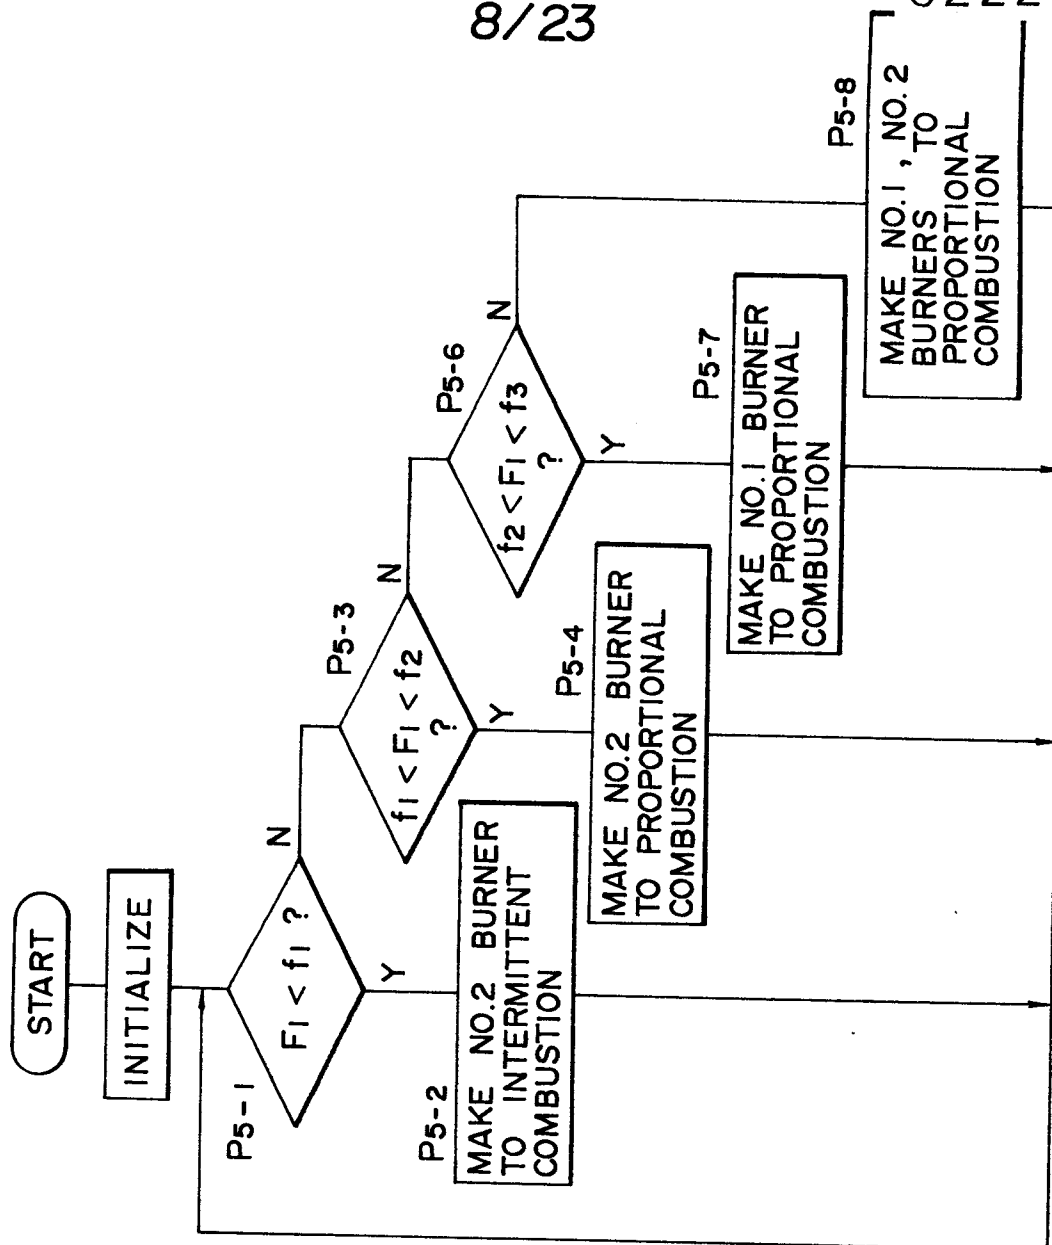 8/23
START
INITIALIZE
P5-1
F1 < f1 ?
N
Y
P5-2
MAKE NO.2 BURNER
TO INTERMITTENT
COMBUSTION
P5-3
f1 < F1 < f2
?
N
Y
P5-4
MAKE NO.2 BURNER
TO PROPORTIONAL
COMBUSTION
P5-6
f2 < F1 < f3
?
N
Y
P5-7
MAKE NO.1 BURNER
TO PROPORTIONAL
COMBUSTION
P5-8
MAKE NO.1, NO.2
BURNERS TO
PROPORTIONAL
COMBUSTION